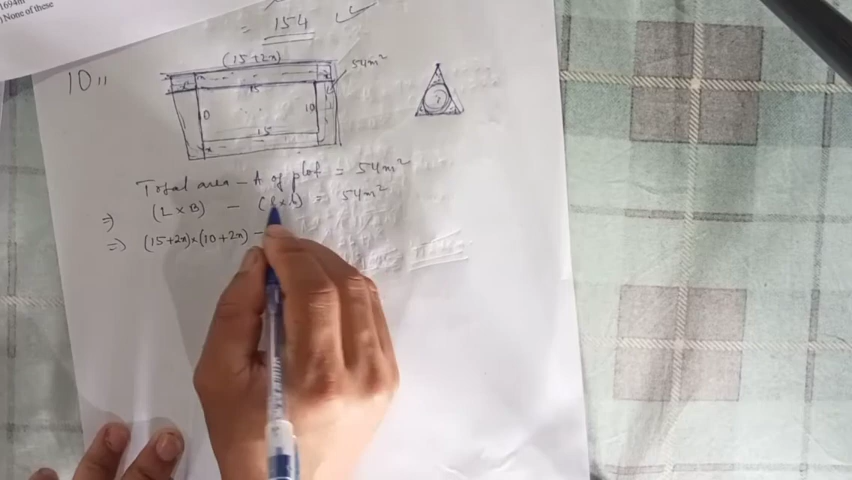 1694m
) None of these
= 154
10,,
(15+2x)
54m²
x
x
15
10
10
15
x
Total area - A of plot = 54m²
⇒ (L × B) - (l × b) = 54m²
⇒ (15+2x)×(10+2x) -